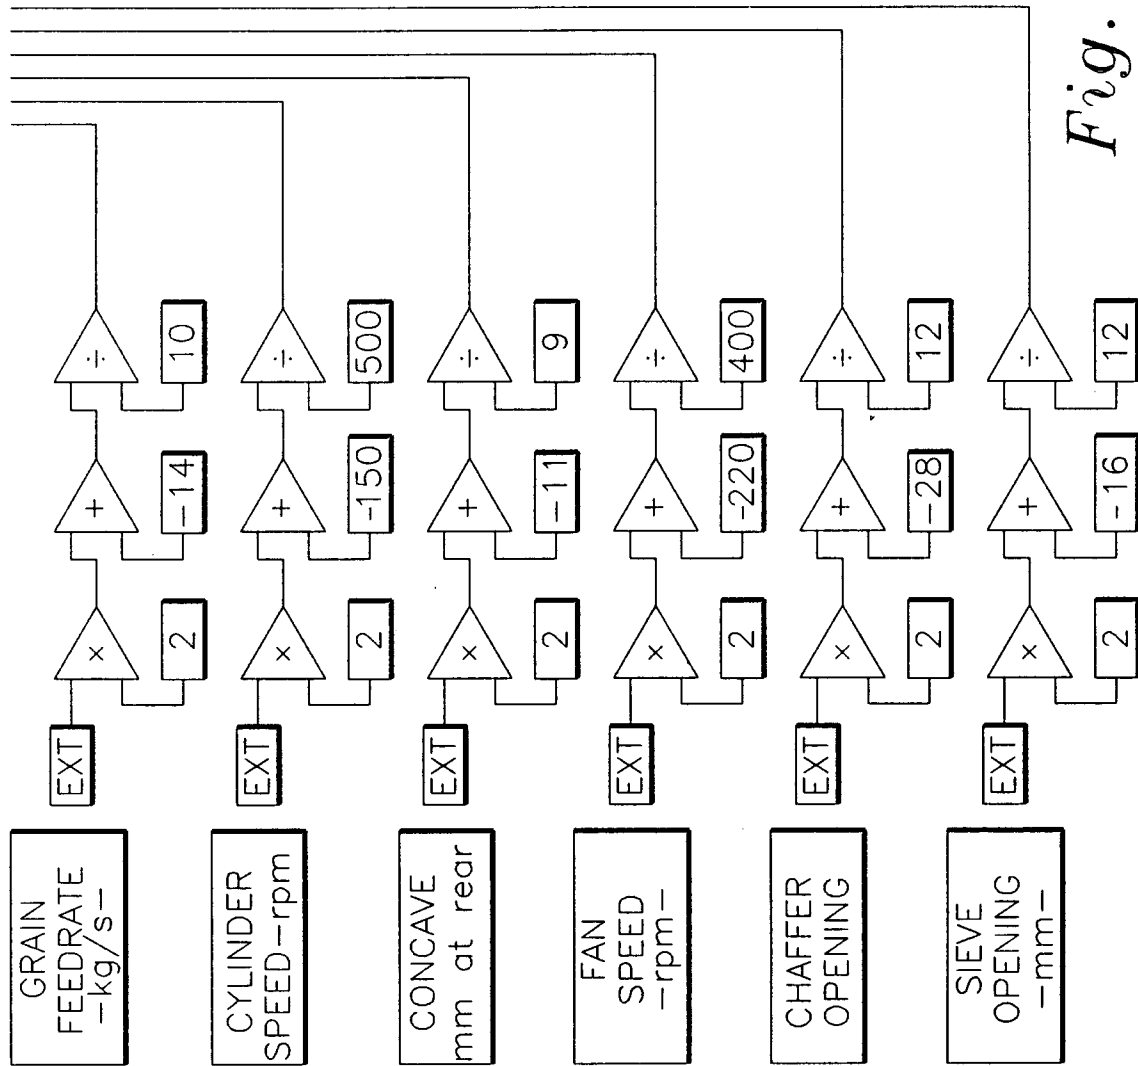 GRAIN
FEEDRATE
-kg/s-
EXT
×
2
+
-14
÷
10
CYLINDER
SPEED-rpm
EXT
×
2
+
-150
÷
500
CONCAVE
mm at rear
EXT
×
2
+
-11
÷
9
FAN
SPEED
-rpm-
EXT
×
2
+
-220
÷
400
CHAFFER
OPENING
EXT
×
2
+
-28
÷
12
SIEVE
OPENING
-mm-
EXT
×
2
+
-16
÷
12
Fig.